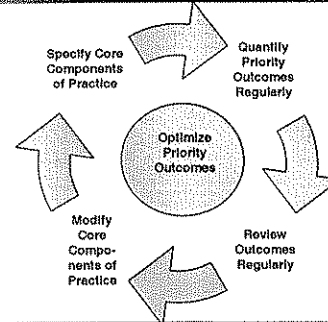 Specify Core
Components
of Practice
Quantify
Priority
Outcomes
Regularly
Optimize
Priority
Outcomes
Modify
Core
Compo-
nents of
Practice
Review
Outcomes
Regularly